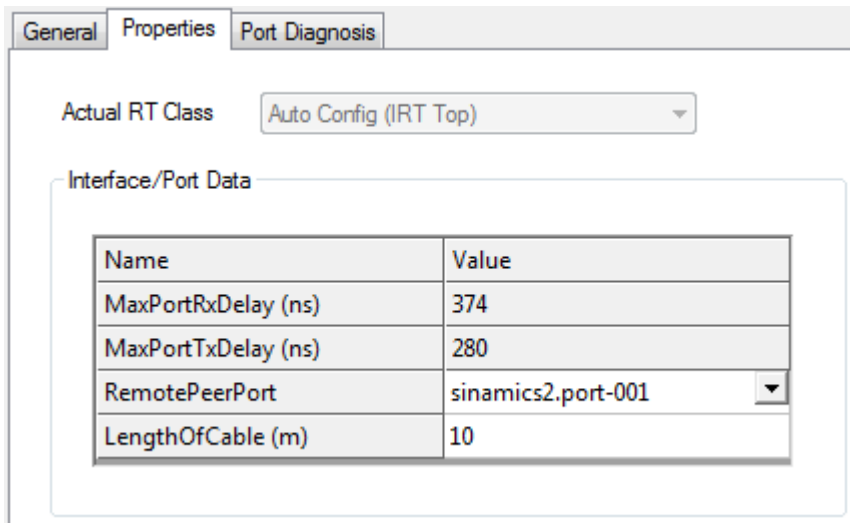 General Properties Port Diagnosis
Actual RT Class Auto Config (IRT Top)
Interface/Port Data
Name Value
MaxPortRxDelay (ns) 374
MaxPortTxDelay (ns) 280
RemotePeerPort sinamics2.port-001
LengthOfCable (m) 10